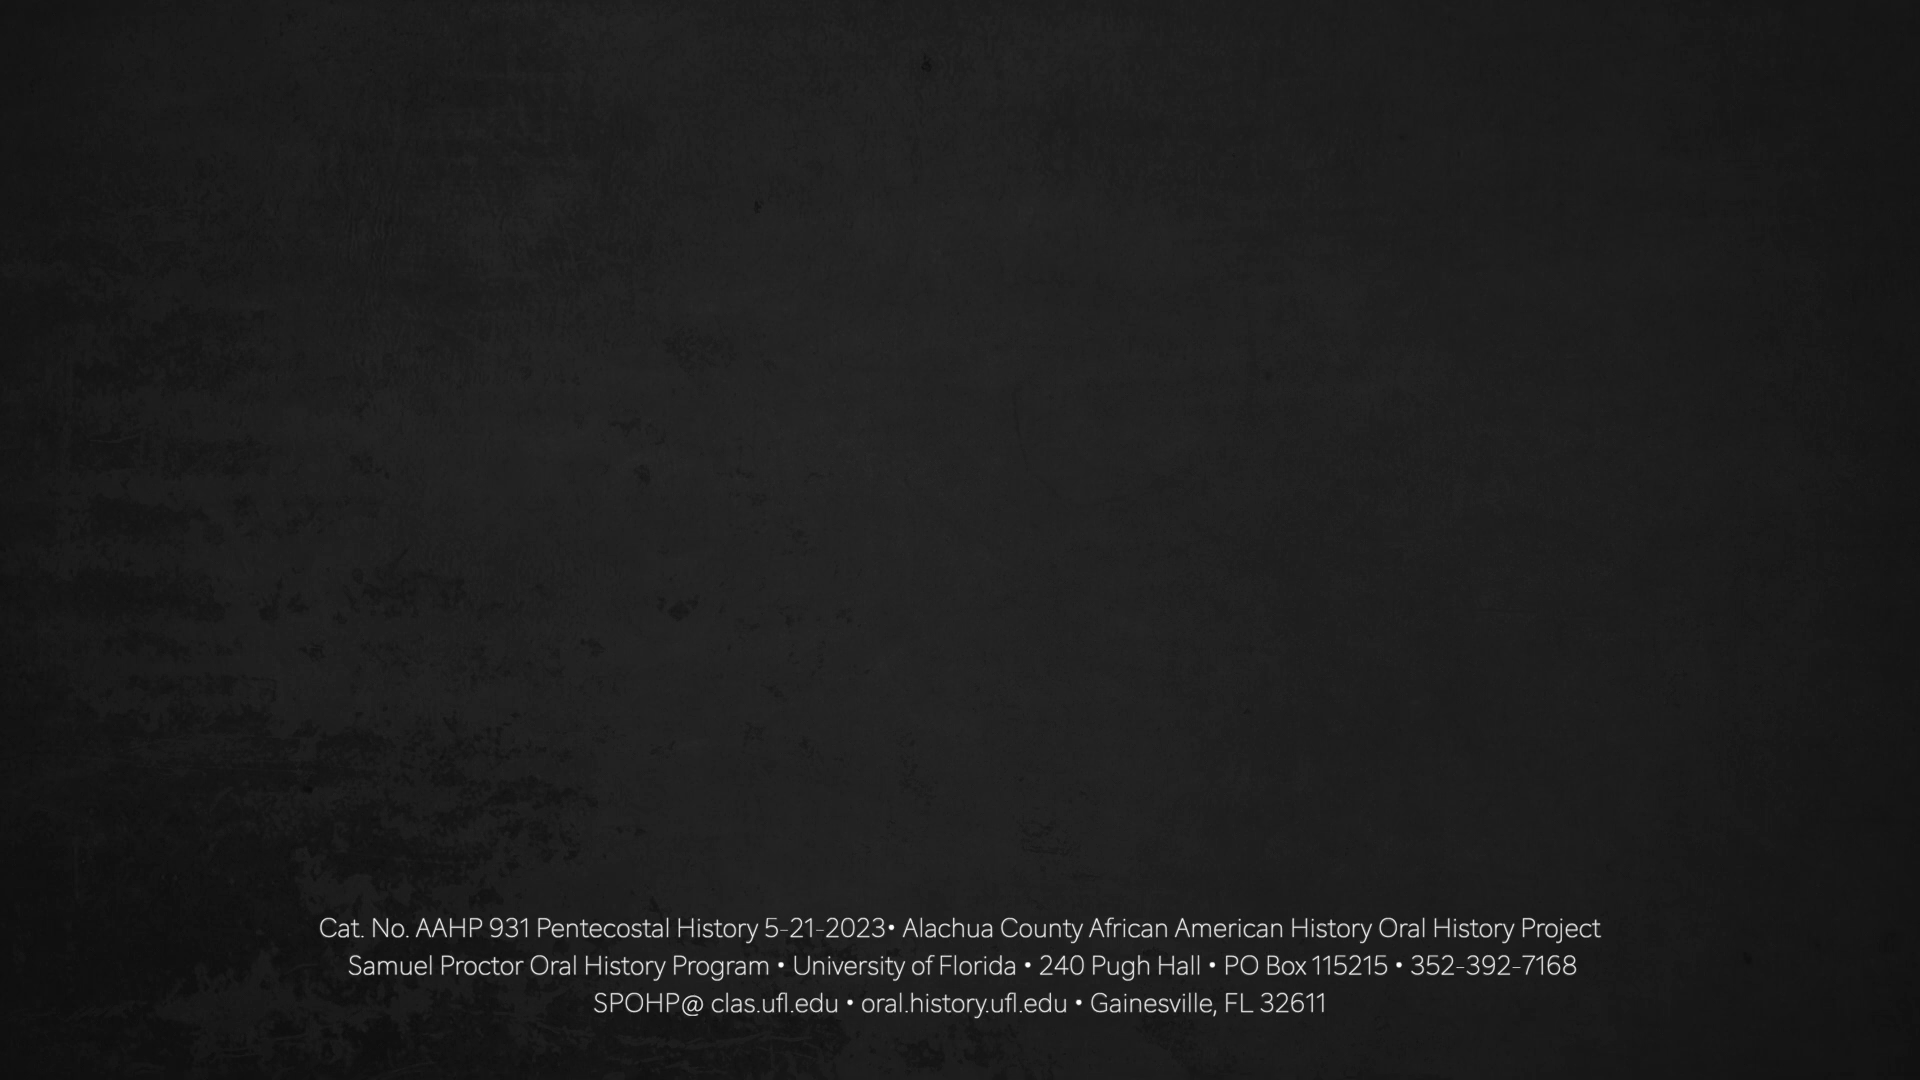 Cat. No. AAHP 931 Pentecostal History 5-21-2023• Alachua County African American History Oral History Project
Samuel Proctor Oral History Program • University of Florida • 240 Pugh Hall • PO Box 115215 • 352-392-7168
SPOHP@ clas.ufl.edu • oral.history.ufl.edu • Gainesville, FL 32611